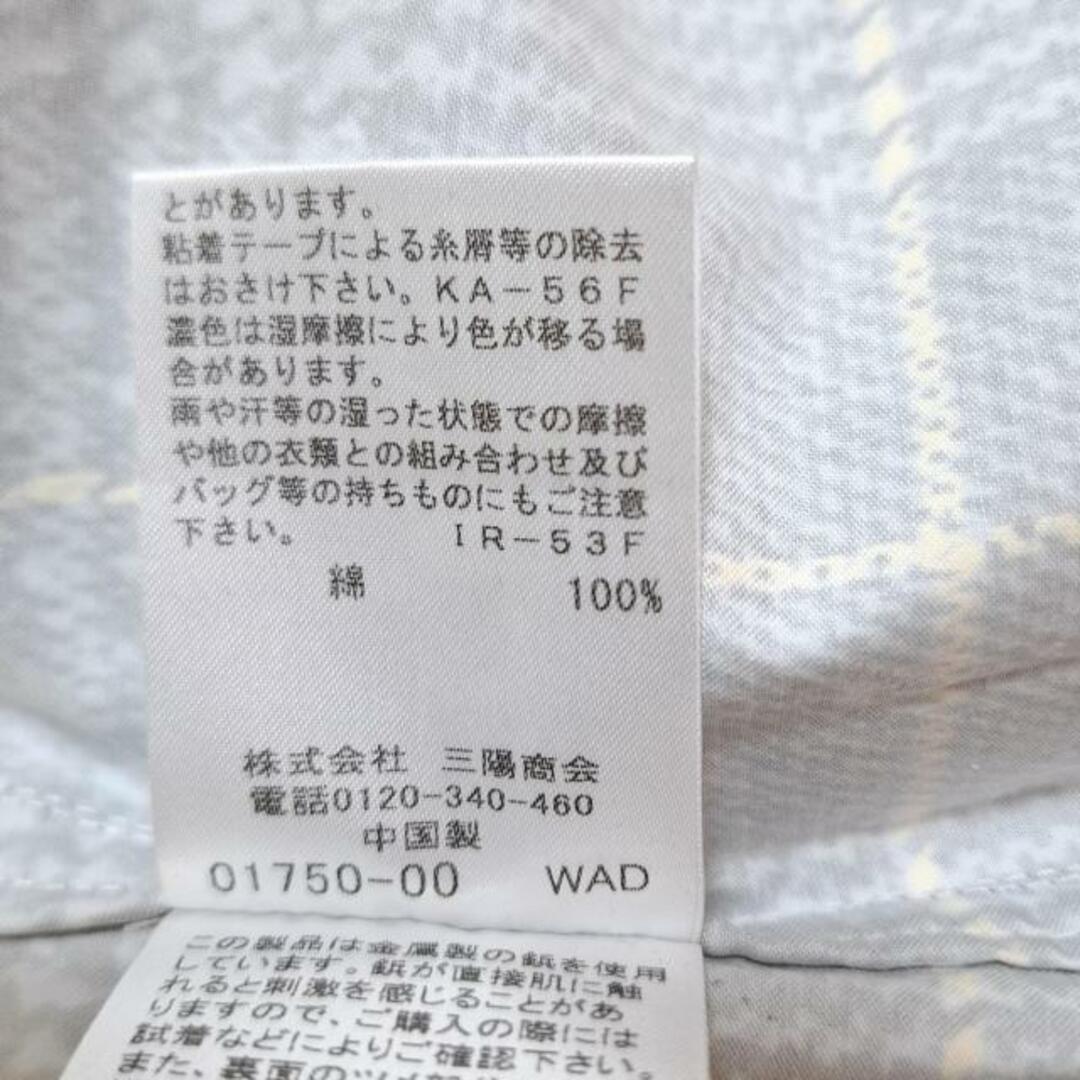 とがあります。
粘着テープによる糸屑等の除去
はおさけ下さい。KA-56F
濃色は湿摩擦により色が移る場
合があります。
雨や汗等の湿った状態での摩擦
や他の衣類との組み合わせ及び
バッグ等の持ちものにもご注意
下さい。 IR-53F
綿 100%
株式会社 三陽商会
電話0120-340-460
中国製
01750-00 WAD
この製品は金属製の鋲を使用
しています。鋲が直接肌に触
れると刺激を感じることがあ
りますので、ご購入の際には
試着などによりご確認下さい。
また、裏面のツメ部